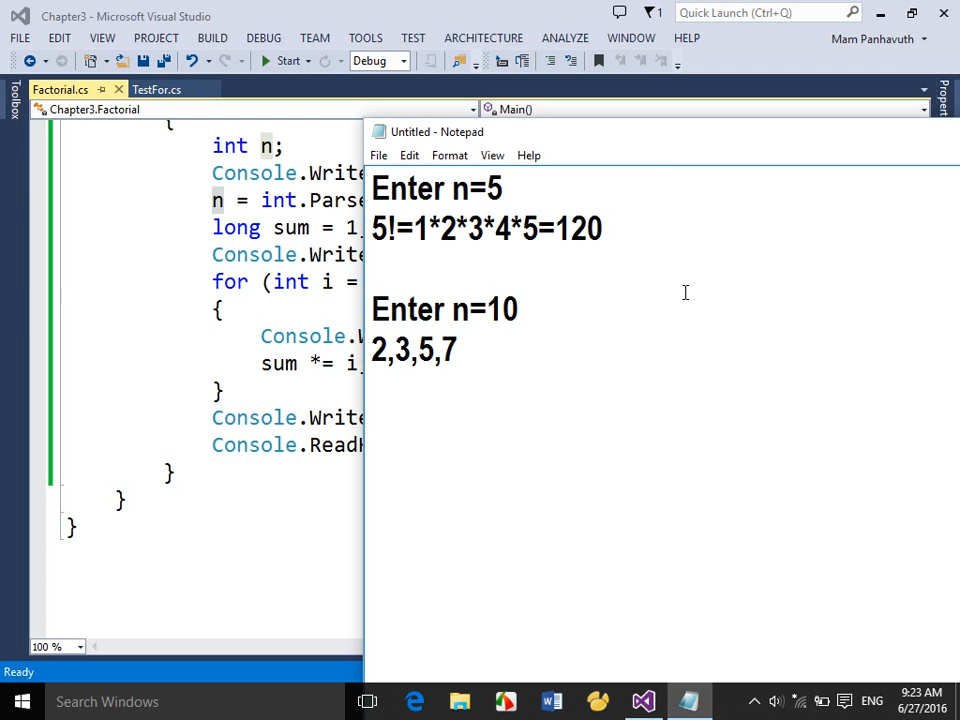 Chapter3 - Microsoft Visual Studio
1
Quick Launch (Ctrl+Q)
FILE EDIT VIEW PROJECT BUILD DEBUG TEAM TOOLS TEST ARCHITECTURE ANALYZE WINDOW HELP
Mam Panhavuth
Start Debug
Factorial.cs TestFor.cs
Toolbox
Propert
Chapter3.Factorial
Main()
{
int n;
Console.Write
n = int.Parse
long sum = 1
Console.Write
for (int i =
{
Console.W
sum *= i
}
Console.Write
Console.ReadK
}
}
}
Untitled - Notepad
File Edit Format View Help
Enter n=5
5!=1*2*3*4*5=120
Enter n=10
2,3,5,7
100 %
Ready
Search Windows
ENG
9:23 AM
6/27/2016